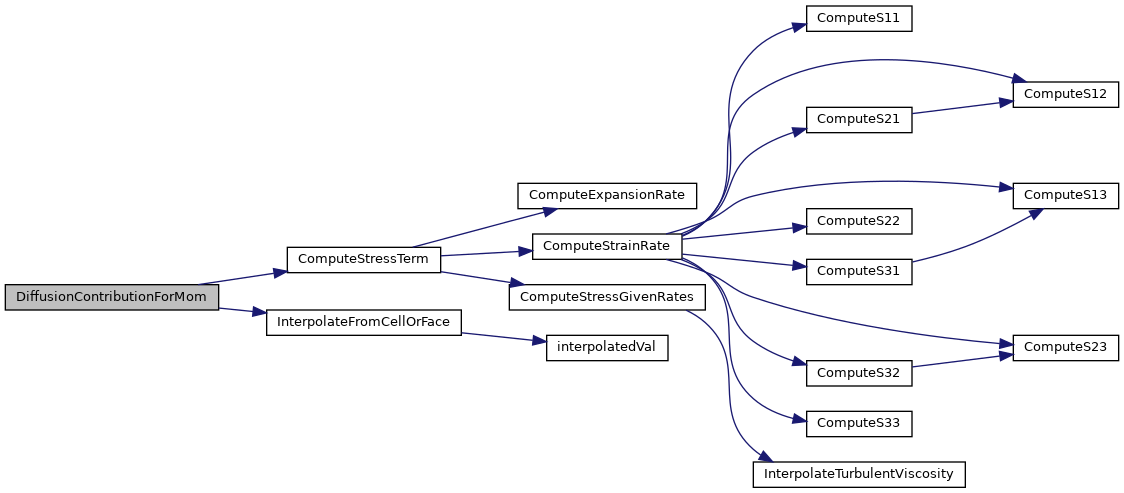 ComputeS11
ComputeS12
ComputeS21
ComputeExpansionRate
ComputeS13
ComputeS22
ComputeStrainRate
ComputeStressTerm
ComputeS31
DiffusionContributionForMom
ComputeStressGivenRates
InterpolateFromCellOrFace
interpolatedVal
ComputeS23
ComputeS32
ComputeS33
InterpolateTurbulentViscosity